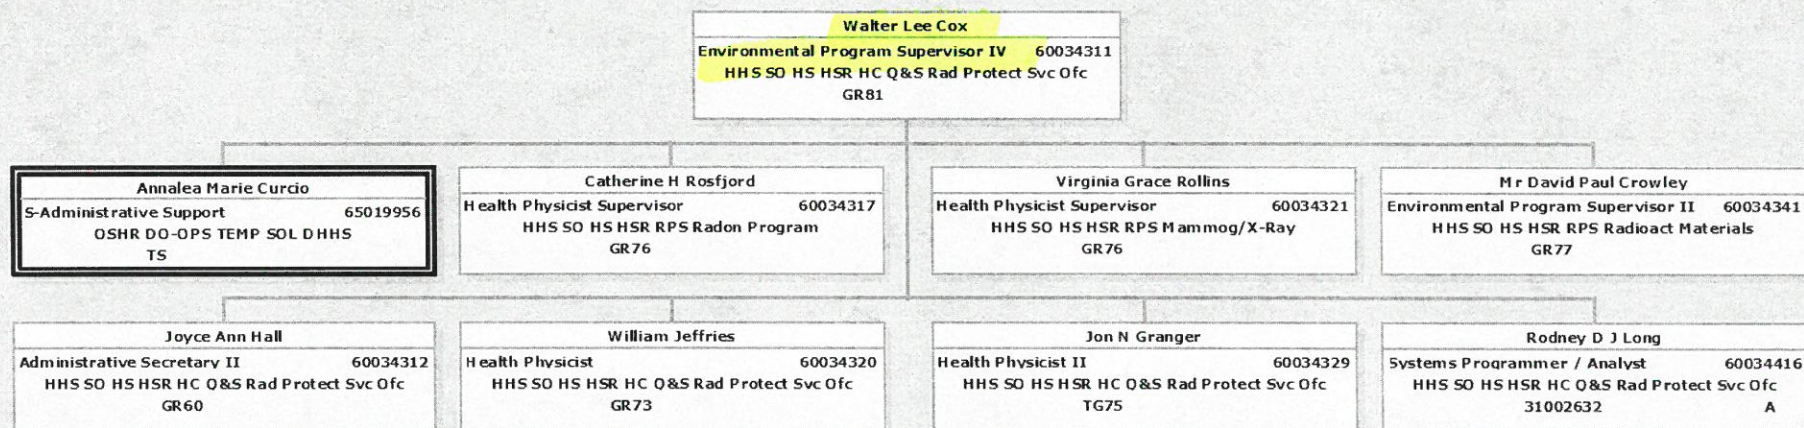 Walter Lee Cox
Environmental Program Supervisor IV 60034311
HHS SO HS HSR HC Q&S Rad Protect Svc Ofc
GR81
Annalea Marie Curcio
S-Administrative Support 65019956
OSHR DO-OPS TEMP SOL DHHS
TS
Catherine H Rosfjord
Health Physicist Supervisor 60034317
HHS SO HS HSR RPS Radon Program
GR76
Virginia Grace Rollins
Health Physicist Supervisor 60034321
HHS SO HS HSR RPS Mammog/X-Ray
GR76
Mr David Paul Crowley
Environmental Program Supervisor II 60034341
HHS SO HS HSR RPS Radioact Materials
GR77
Joyce Ann Hall
Administrative Secretary II 60034312
HHS SO HS HSR HC Q&S Rad Protect Svc Ofc
GR60
William Jeffries
Health Physicist 60034320
HHS SO HS HSR HC Q&S Rad Protect Svc Ofc
GR73
Jon N Granger
Health Physicist II 60034329
HHS SO HS HSR HC Q&S Rad Protect Svc Ofc
TG75
Rodney D J Long
Systems Programmer / Analyst 60034416
HHS SO HS HSR HC Q&S Rad Protect Svc Ofc
31002632 A